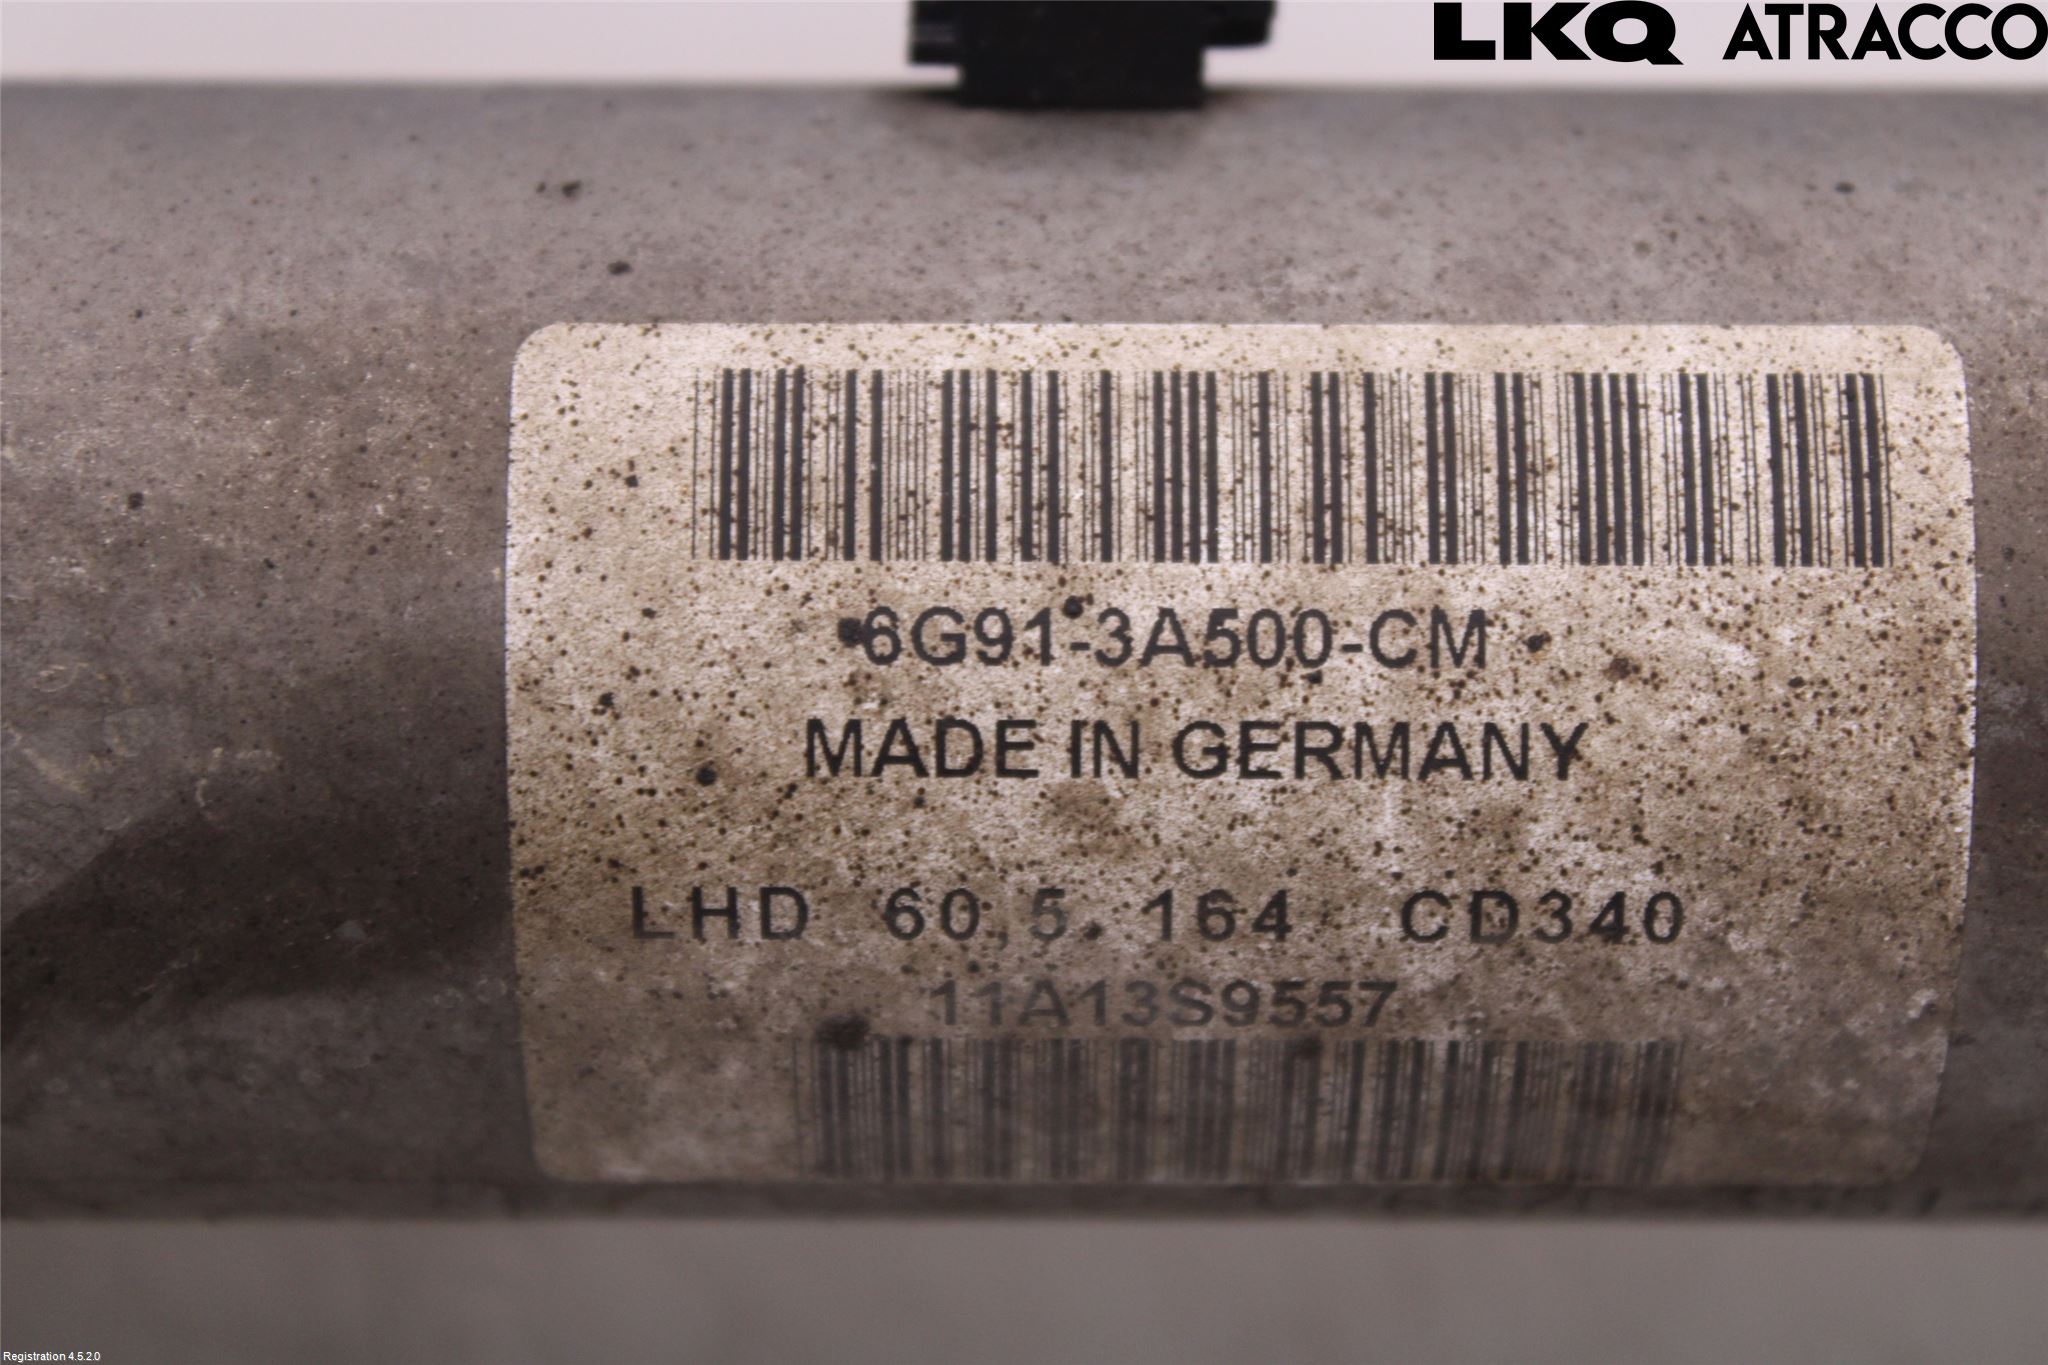 LKQ ATRACCO
6G91-3A500-CM
MADE IN GERMANY
LHD 60,5. 164 CD340
11A13S9557
Registration 4.5.2.0